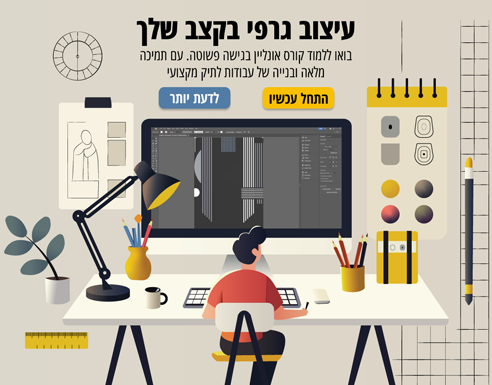 עיצוב גרפי בקצב שלך
בואו ללמוד קורס אונליין בגישה פשוטה. עם תמיכה
מלאה ובנייה של עבודות לתיק מקצועי
התחל עכשיו
לדעת יותר